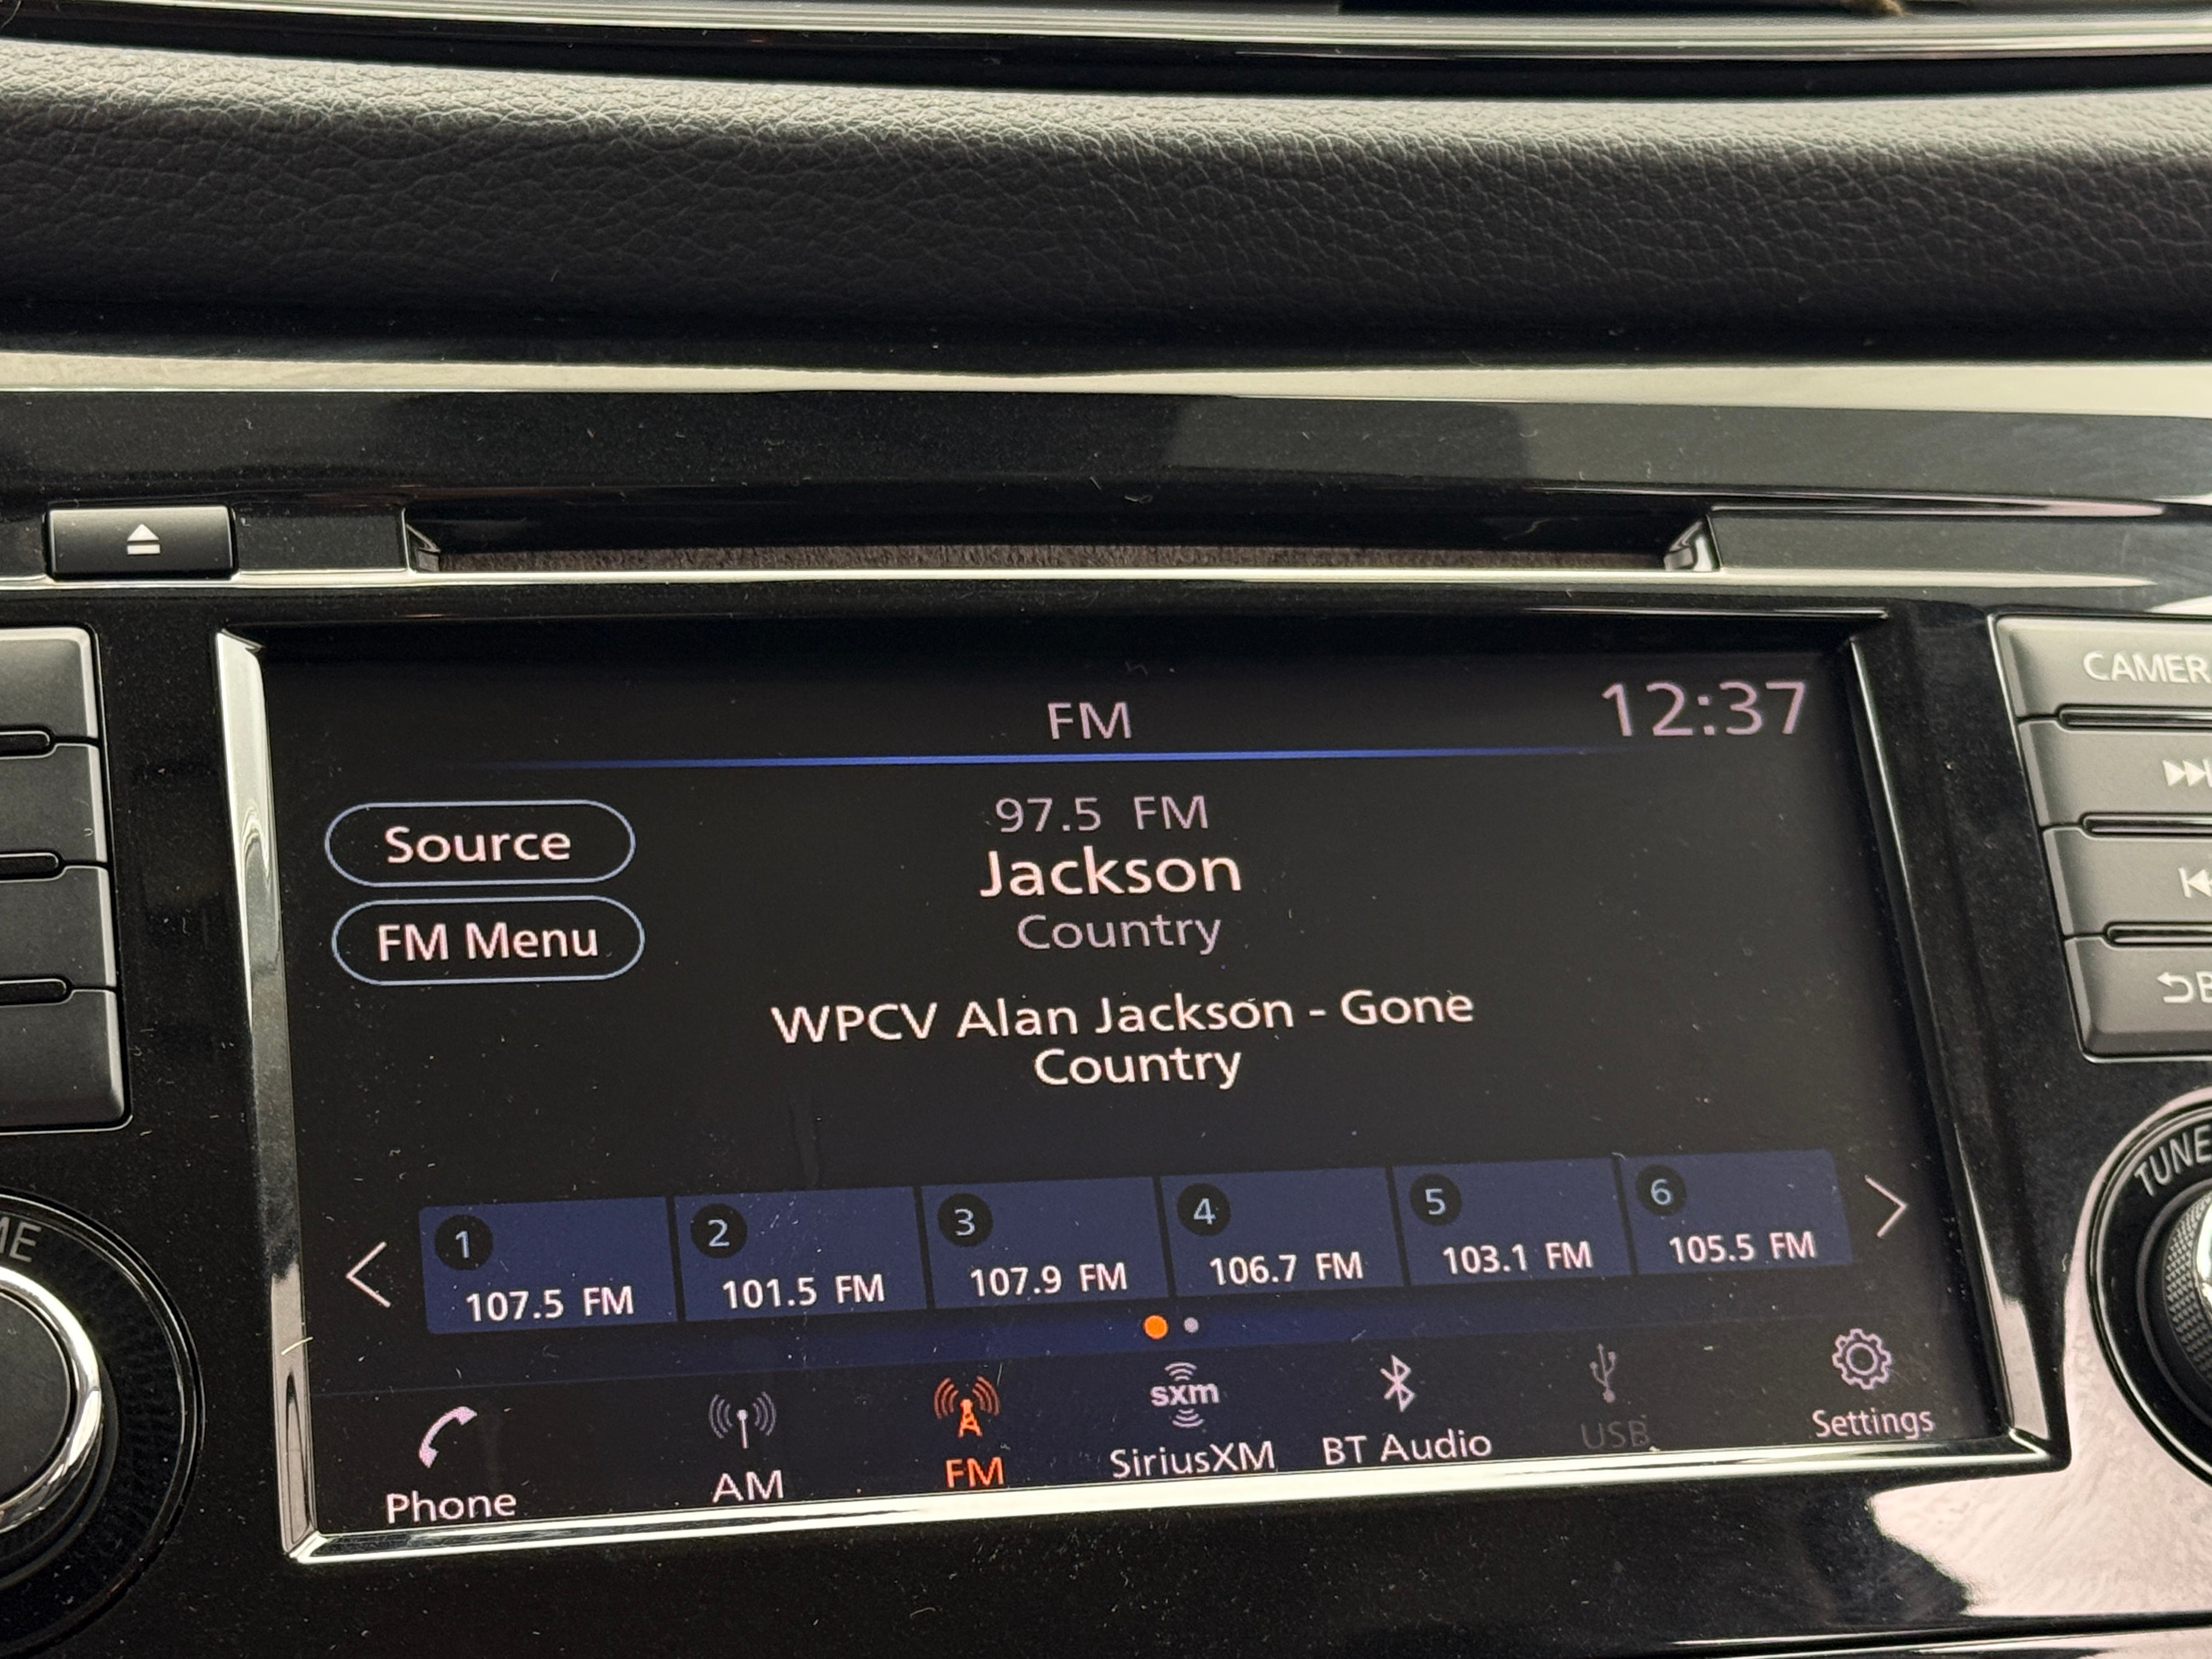 CAMER
FM
12:37
Source
97.5 FM
Jackson
FM Menu
Country
WPCV Alan Jackson - Gone
Country
TUNE
ME
1
2
3
4
5
6
107.5 FM
101.5 FM
107.9 FM
106.7 FM
103.1 FM
105.5 FM
sxm
Phone
AM
FM
SiriusXM
BT Audio
USB
Settings